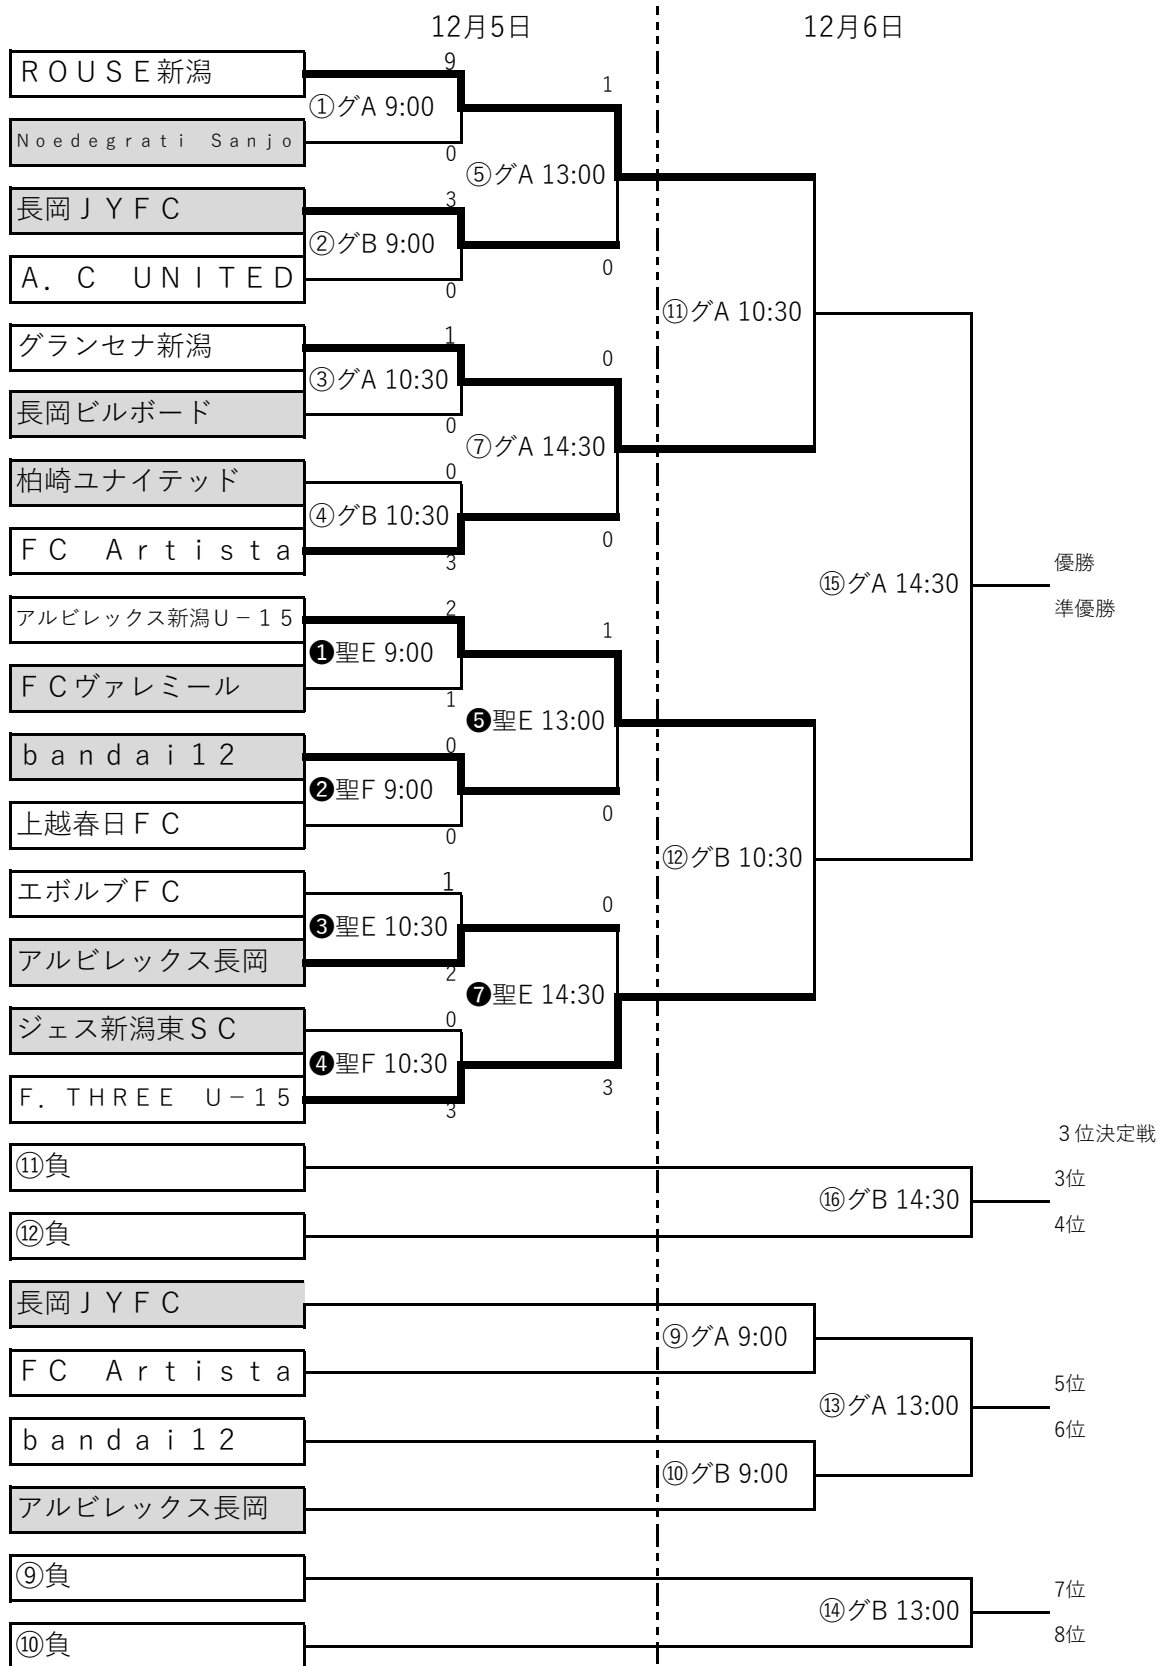 12月5日 12月6日
9
ＲＯＵＳＥ新潟
1
①グA 9:00
Ｎｏｅｄｅｇｒａｔｉ　Ｓａｎｊｏ
0
⑤グA 13:00
3
長岡ＪＹＦＣ
②グB 9:00
0
Ａ．Ｃ　ＵＮＩＴＥＤ
0
⑪グA 10:30
1
グランセナ新潟
0
③グA 10:30
長岡ビルボード
0
⑦グA 14:30
0
柏崎ユナイテッド
④グB 10:30
0
ＦＣ　Ａｒｔｉｓｔａ
3
優勝
⑮グA 14:30
準優勝
2
アルビレックス新潟Ｕ－１５
1
❶聖E 9:00
ＦＣヴァレミール
1
❺聖E 13:00
0
ｂａｎｄａｉ１２
❷聖F 9:00
0
上越春日ＦＣ
0
⑫グB 10:30
1
エボルブＦＣ
0
❸聖E 10:30
アルビレックス長岡
2
❼聖E 14:30
0
ジェス新潟東ＳＣ
❹聖F 10:30
3
Ｆ．ＴＨＲＥＥ　Ｕ－１５
3
３位決定戦
⑪負
3位
⑯グB 14:30
4位
⑫負
長岡ＪＹＦＣ
⑨グA 9:00
ＦＣ　Ａｒｔｉｓｔａ
5位
⑬グA 13:00
6位
ｂａｎｄａｉ１２
⑩グB 9:00
アルビレックス長岡
⑨負
7位
⑭グB 13:00
8位
⑩負